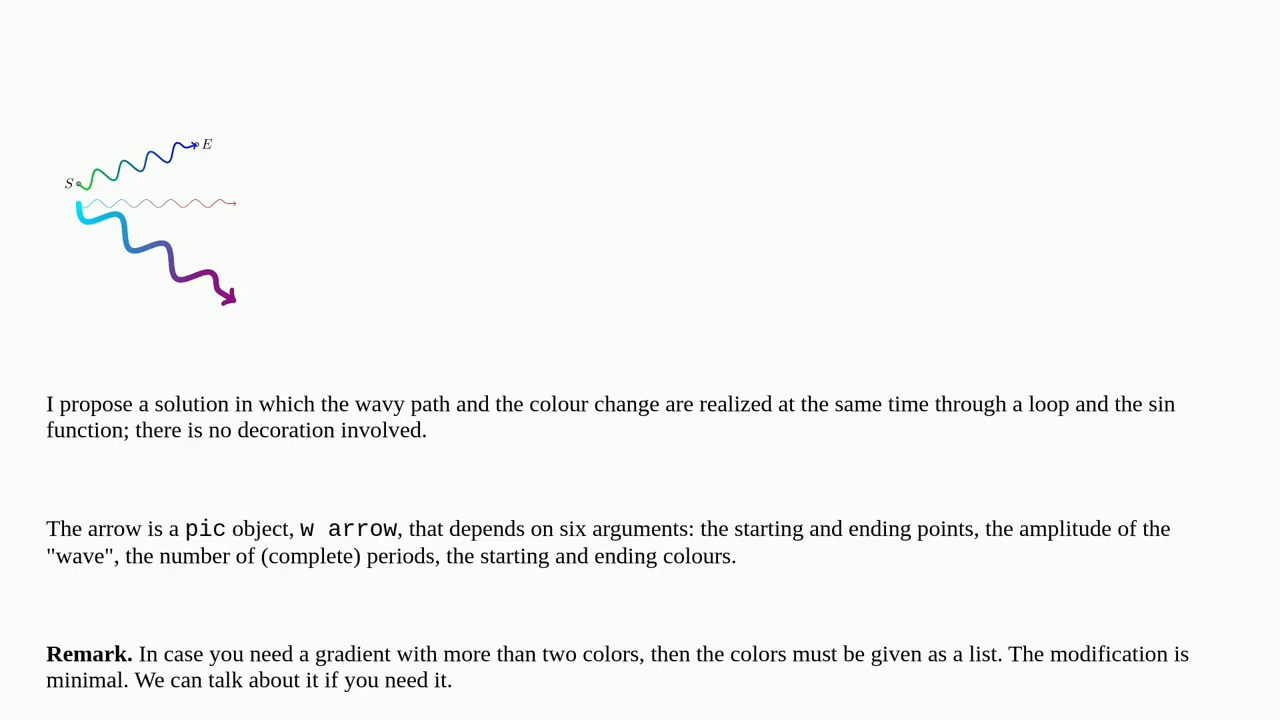 E
S
I propose a solution in which the wavy path and the colour change are realized at the same time through a loop and the sin
function; there is no decoration involved.
The arrow is a pic object, w arrow, that depends on six arguments: the starting and ending points, the amplitude of the
"wave", the number of (complete) periods, the starting and ending colours.
Remark. In case you need a gradient with more than two colors, then the colors must be given as a list. The modification is
minimal. We can talk about it if you need it.